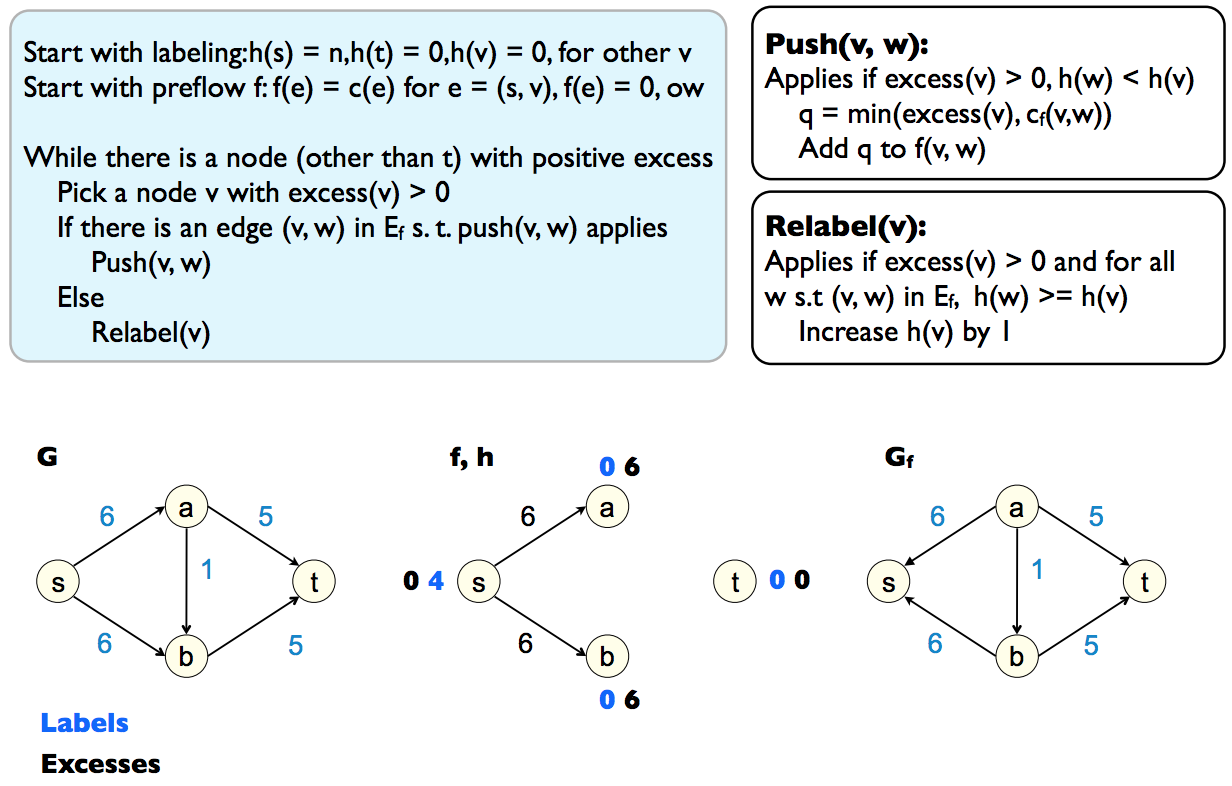 Start with labeling:h(s) = n,h(t) = 0,h(v) = 0, for other v
Start with preflow f: f(e) = c(e) for e = (s, v), f(e) = 0, ow
While there is a node (other than t) with positive excess
Pick a node v with excess(v) > 0
If there is an edge (v, w) in Ef s. t. push(v, w) applies
Push(v, w)
Else
Relabel(v)
Push(v, w):
Applies if excess(v) > 0, h(w) < h(v)
q = min(excess(v), cf(v,w))
Add q to f(v, w)
Relabel(v):
Applies if excess(v) > 0 and for all
w s.t (v, w) in Ef, h(w) >= h(v)
Increase h(v) by 1
G
6
a
5
s
1
t
6
b
5
f, h
0 6
6
a
0 4
s
t
0 0
6
b
0 6
Gf
6
a
5
s
1
t
6
b
5
Labels
Excesses